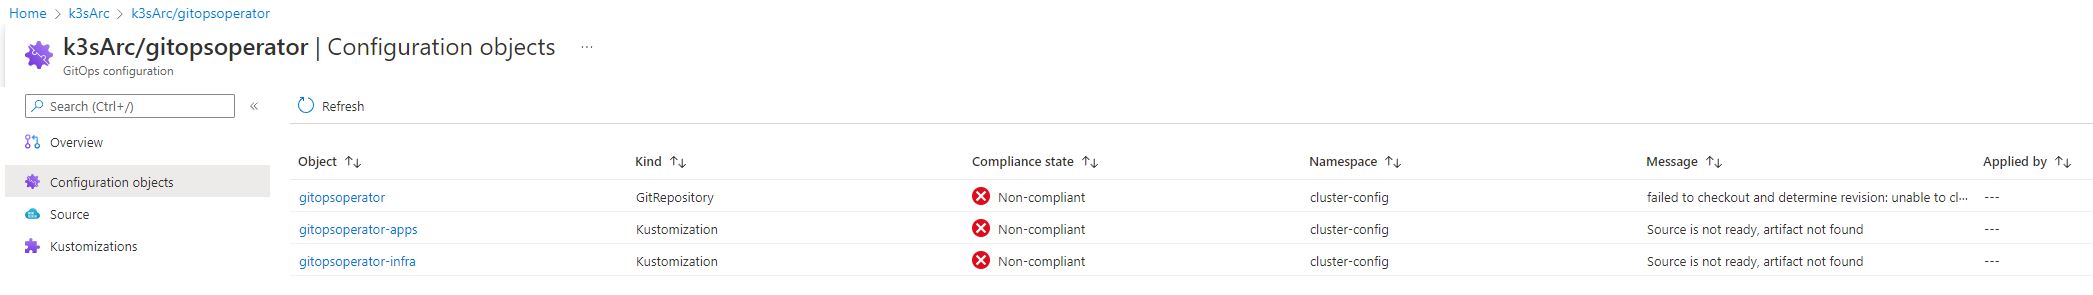 Home > k3sArc > k3sArc/gitopsoperator
k3sArc/gitopsoperator | Configuration objects ...
GitOps configuration
Search (Ctrl+/) «
Refresh
Overview
Configuration objects
Source
Kustomizations
Object ↑↓ Kind ↑↓ Compliance state ↑↓ Namespace ↑↓ Message ↑↓ Applied by ↑↓
gitopsoperator GitRepository Non-compliant cluster-config failed to checkout and determine revision: unable to cl... ---
gitopsoperator-apps Kustomization Non-compliant cluster-config Source is not ready, artifact not found ---
gitopsoperator-infra Kustomization Non-compliant cluster-config Source is not ready, artifact not found ---